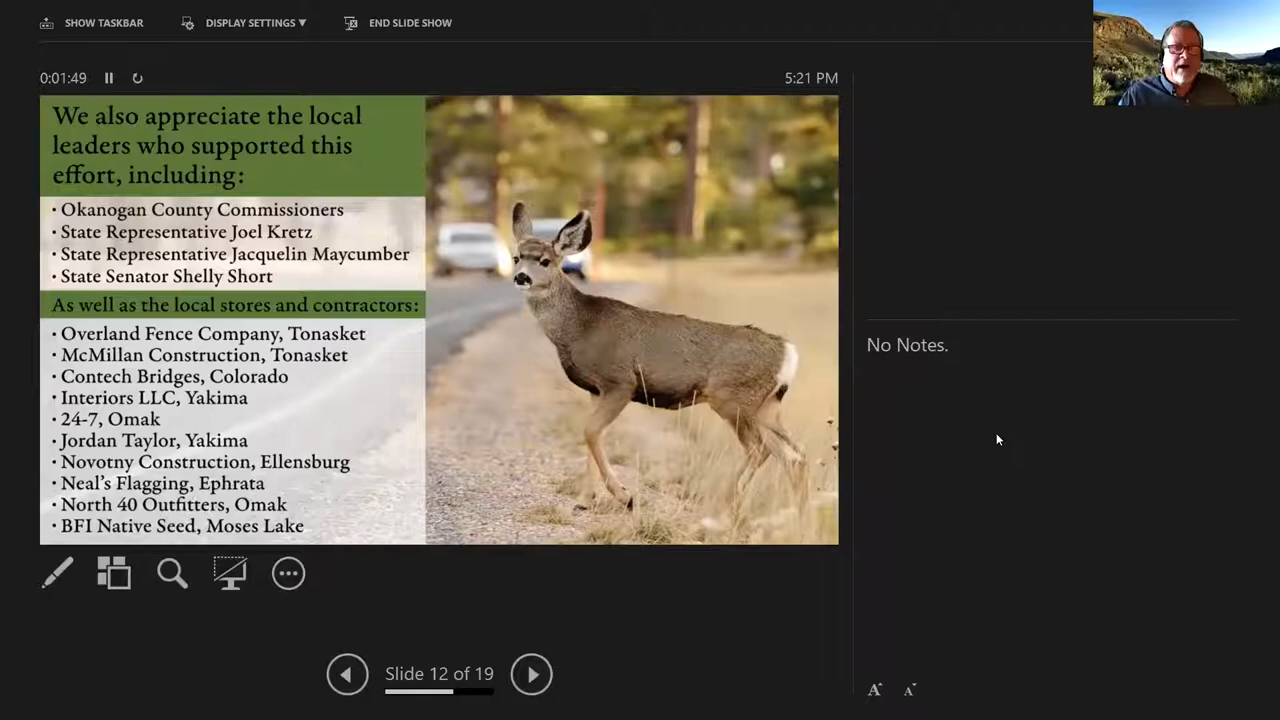 SHOW TASKBAR
DISPLAY SETTINGS ▼
END SLIDE SHOW
0:01:49
5:21 PM
We also appreciate the local
leaders who supported this
effort, including:
· Okanogan County Commissioners
· State Representative Joel Kretz
· State Representative Jacquelin Maycumber
· State Senator Shelly Short
As well as the local stores and contractors:
· Overland Fence Company, Tonasket
· McMillan Construction, Tonasket
· Contech Bridges, Colorado
· Interiors LLC, Yakima
· 24-7, Omak
· Jordan Taylor, Yakima
· Novotny Construction, Ellensburg
· Neal's Flagging, Ephrata
· North 40 Outfitters, Omak
· BFI Native Seed, Moses Lake
No Notes.
Slide 12 of 19
A A